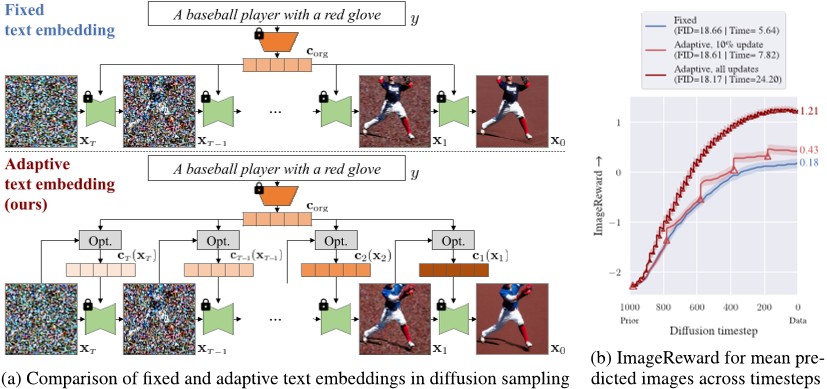 Fixed
text embedding
A baseball player with a red glove
y
c_org
x_T
x_{T−1}
...
x_1
x_0
Adaptive
text embedding
(ours)
A baseball player with a red glove
y
c_org
Opt.
Opt.
Opt.
Opt.
c_T(x_T)
c_{T−1}(x_{T−1})
c_2(x_2)
c_1(x_1)
x_T
x_{T−1}
...
x_1
x_0
(a) Comparison of fixed and adaptive text embeddings in diffusion sampling
Fixed
(FID=18.66 | Time= 5.64)
Adaptive, 10% update
(FID=18.61 | Time= 7.82)
Adaptive, all updates
(FID=18.17 | Time=24.20)
ImageReward →
1
0
−1
−2
1.21
0.43
0.18
1000 800 600 400 200 0
Prior Data
Diffusion timestep
(b) ImageReward for mean pre-
dicted images across timesteps